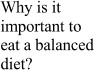 Why is it
important to
eat a balanced
diet?